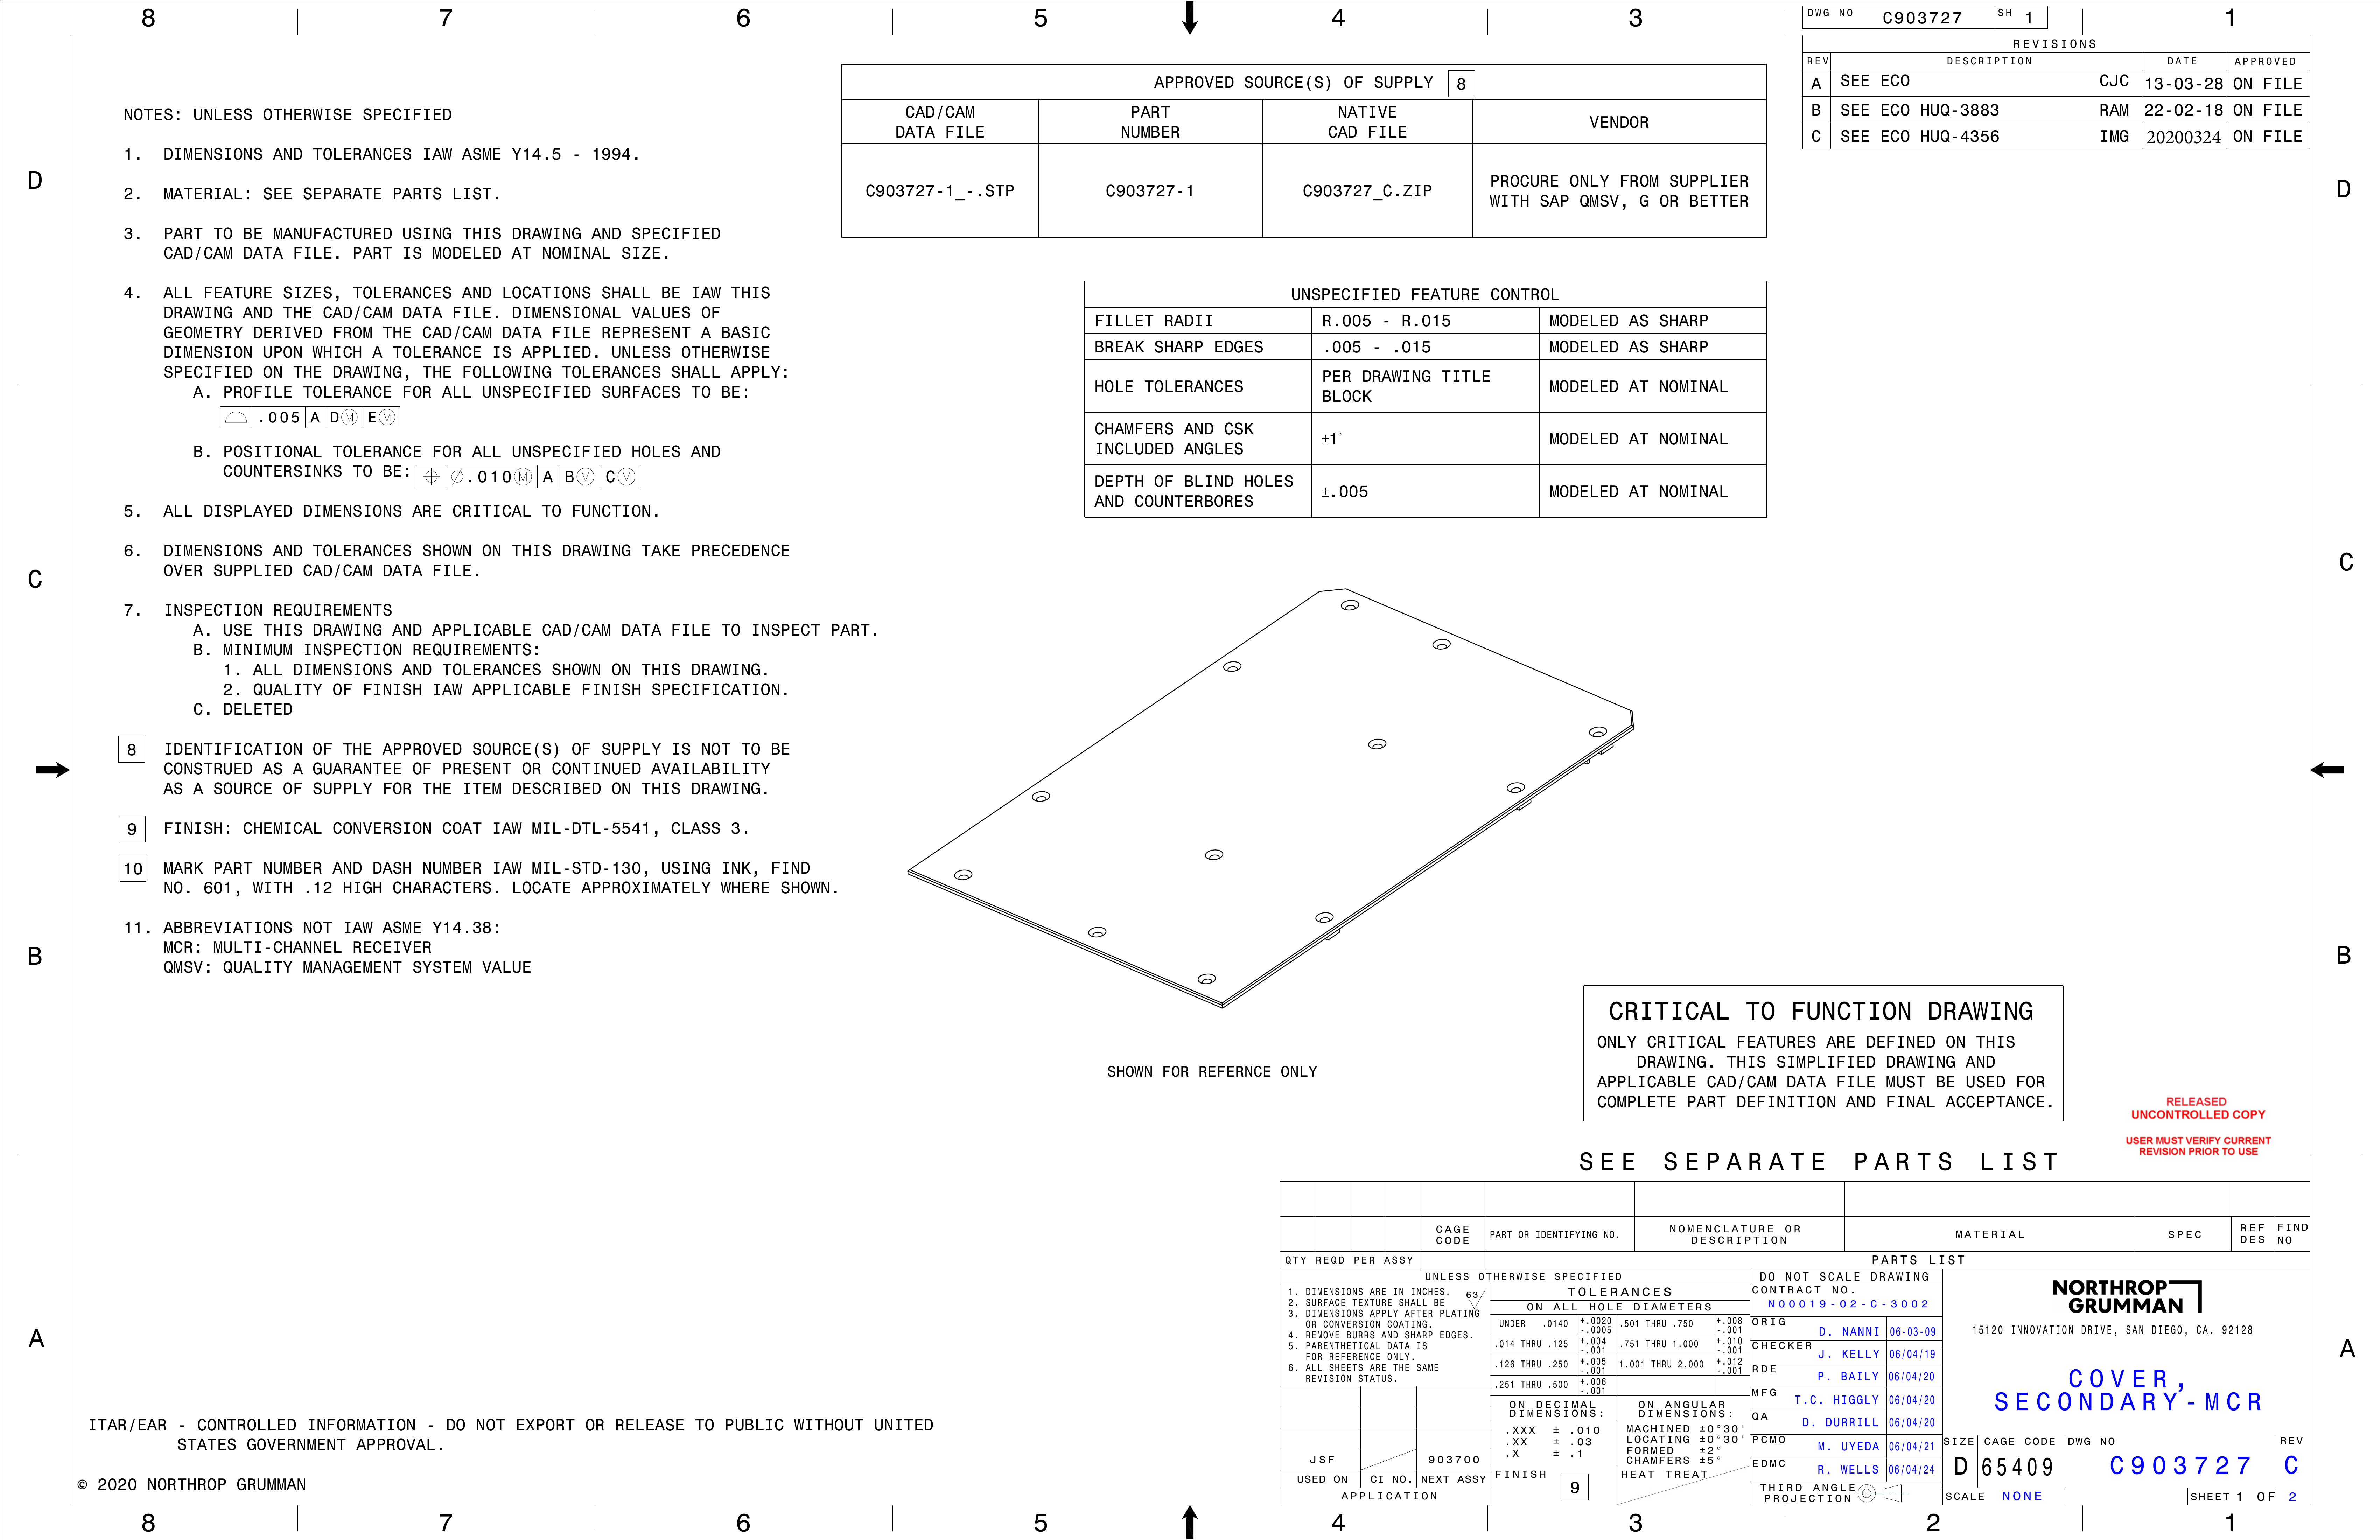 8 7 6 5 4 3 1
DWG NO C903727 SH 1
REVISIONS
REV DESCRIPTION DATE APPROVED
A SEE ECO CJC 13-03-28 ON FILE
B SEE ECO HUQ-3883 RAM 22-02-18 ON FILE
C SEE ECO HUQ-4356 IMG 20200324 ON FILE
APPROVED SOURCE(S) OF SUPPLY 8
CAD/CAM DATA FILE PART NUMBER NATIVE CAD FILE VENDOR
C903727-1_-.STP C903727-1 C903727_C.ZIP PROCURE ONLY FROM SUPPLIER
WITH SAP QMSV, G OR BETTER
NOTES: UNLESS OTHERWISE SPECIFIED
1. DIMENSIONS AND TOLERANCES IAW ASME Y14.5 - 1994.
2. MATERIAL: SEE SEPARATE PARTS LIST.
3. PART TO BE MANUFACTURED USING THIS DRAWING AND SPECIFIED
CAD/CAM DATA FILE. PART IS MODELED AT NOMINAL SIZE.
4. ALL FEATURE SIZES, TOLERANCES AND LOCATIONS SHALL BE IAW THIS
DRAWING AND THE CAD/CAM DATA FILE. DIMENSIONAL VALUES OF
GEOMETRY DERIVED FROM THE CAD/CAM DATA FILE REPRESENT A BASIC
DIMENSION UPON WHICH A TOLERANCE IS APPLIED. UNLESS OTHERWISE
SPECIFIED ON THE DRAWING, THE FOLLOWING TOLERANCES SHALL APPLY:
A. PROFILE TOLERANCE FOR ALL UNSPECIFIED SURFACES TO BE:
⌓ .005 A DⓂ EⓂ
B. POSITIONAL TOLERANCE FOR ALL UNSPECIFIED HOLES AND
COUNTERSINKS TO BE: ⌖ ∅.010Ⓜ A BⓂ CⓂ
5. ALL DISPLAYED DIMENSIONS ARE CRITICAL TO FUNCTION.
6. DIMENSIONS AND TOLERANCES SHOWN ON THIS DRAWING TAKE PRECEDENCE
OVER SUPPLIED CAD/CAM DATA FILE.
7. INSPECTION REQUIREMENTS
A. USE THIS DRAWING AND APPLICABLE CAD/CAM DATA FILE TO INSPECT PART.
B. MINIMUM INSPECTION REQUIREMENTS:
1. ALL DIMENSIONS AND TOLERANCES SHOWN ON THIS DRAWING.
2. QUALITY OF FINISH IAW APPLICABLE FINISH SPECIFICATION.
C. DELETED
8 IDENTIFICATION OF THE APPROVED SOURCE(S) OF SUPPLY IS NOT TO BE
CONSTRUED AS A GUARANTEE OF PRESENT OR CONTINUED AVAILABILITY
AS A SOURCE OF SUPPLY FOR THE ITEM DESCRIBED ON THIS DRAWING.
9 FINISH: CHEMICAL CONVERSION COAT IAW MIL-DTL-5541, CLASS 3.
10 MARK PART NUMBER AND DASH NUMBER IAW MIL-STD-130, USING INK, FIND
NO. 601, WITH .12 HIGH CHARACTERS. LOCATE APPROXIMATELY WHERE SHOWN.
11. ABBREVIATIONS NOT IAW ASME Y14.38:
MCR: MULTI-CHANNEL RECEIVER
QMSV: QUALITY MANAGEMENT SYSTEM VALUE
UNSPECIFIED FEATURE CONTROL
FILLET RADII R.005 - R.015 MODELED AS SHARP
BREAK SHARP EDGES .005 - .015 MODELED AS SHARP
HOLE TOLERANCES PER DRAWING TITLE BLOCK MODELED AT NOMINAL
CHAMFERS AND CSK INCLUDED ANGLES ±1° MODELED AT NOMINAL
DEPTH OF BLIND HOLES AND COUNTERBORES ±.005 MODELED AT NOMINAL
D D
C C
B B
A A
SHOWN FOR REFERNCE ONLY
CRITICAL TO FUNCTION DRAWING
ONLY CRITICAL FEATURES ARE DEFINED ON THIS
DRAWING. THIS SIMPLIFIED DRAWING AND
APPLICABLE CAD/CAM DATA FILE MUST BE USED FOR
COMPLETE PART DEFINITION AND FINAL ACCEPTANCE.
RELEASED
UNCONTROLLED COPY
USER MUST VERIFY CURRENT
REVISION PRIOR TO USE
SEE SEPARATE PARTS LIST
CAGE CODE PART OR IDENTIFYING NO. NOMENCLATURE OR DESCRIPTION MATERIAL SPEC REF DES FIND NO
QTY REQD PER ASSY PARTS LIST
UNLESS OTHERWISE SPECIFIED
1. DIMENSIONS ARE IN INCHES.
2. SURFACE TEXTURE SHALL BE 63
3. DIMENSIONS APPLY AFTER PLATING
OR CONVERSION COATING.
4. REMOVE BURRS AND SHARP EDGES.
5. PARENTHETICAL DATA IS
FOR REFERENCE ONLY.
6. ALL SHEETS ARE THE SAME
REVISION STATUS.
TOLERANCES
ON ALL HOLE DIAMETERS
UNDER .0140 +.0020 -.0005 .501 THRU .750 +.008 -.001
.014 THRU .125 +.004 -.001 .751 THRU 1.000 +.010 -.001
.126 THRU .250 +.005 -.001 1.001 THRU 2.000 +.012 -.001
.251 THRU .500 +.006 -.001
ON DECIMAL DIMENSIONS: ON ANGULAR DIMENSIONS:
.XXX ± .010 MACHINED ±0°30'
.XX ± .03 LOCATING ±0°30'
.X ± .1 FORMED ±2°
CHAMFERS ±5°
FINISH 9 HEAT TREAT
JSF 903700
USED ON CI NO. NEXT ASSY
APPLICATION
DO NOT SCALE DRAWING
CONTRACT NO.
N00019-02-C-3002
ORIG D. NANNI 06-03-09
CHECKER J. KELLY 06/04/19
RDE P. BAILY 06/04/20
MFG T.C. HIGGLY 06/04/20
QA D. DURRILL 06/04/20
PCMO M. UYEDA 06/04/21
EDMC R. WELLS 06/04/24
THIRD ANGLE PROJECTION
NORTHROP
GRUMMAN
15120 INNOVATION DRIVE, SAN DIEGO, CA. 92128
COVER,
SECONDARY-MCR
SIZE D CAGE CODE 65409 DWG NO C903727 REV C
SCALE NONE SHEET 1 OF 2
ITAR/EAR - CONTROLLED INFORMATION - DO NOT EXPORT OR RELEASE TO PUBLIC WITHOUT UNITED
STATES GOVERNMENT APPROVAL.
© 2020 NORTHROP GRUMMAN
8 7 6 5 4 3 2 1